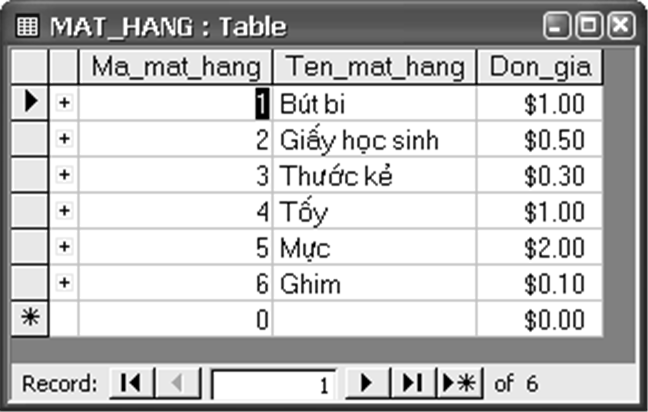 MAT_HANG : Table
Ma_mat_hang Ten_mat_hang Don_gia
1 Bút bi $1.00
2 Giấy học sinh $0.50
3 Thước kẻ $0.30
4 Tốy $1.00
5 Mực $2.00
6 Ghim $0.10
0 $0.00
Record: 1 of 6